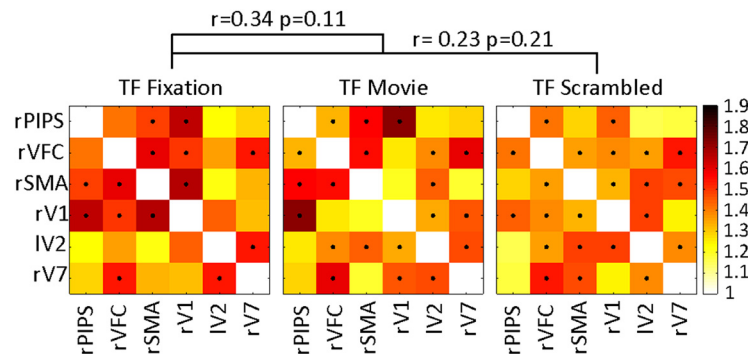 r=0.34 p=0.11
r= 0.23 p=0.21
TF Fixation
TF Movie
TF Scrambled
rPIPS
rVFC
rSMA
rV1
lV2
rV7
rPIPS
rVFC
rSMA
rV1
lV2
rV7
rPIPS
rVFC
rSMA
rV1
lV2
rV7
rPIPS
rVFC
rSMA
rV1
lV2
rV7
1.9
1.8
1.7
1.6
1.5
1.4
1.3
1.2
1.1
1